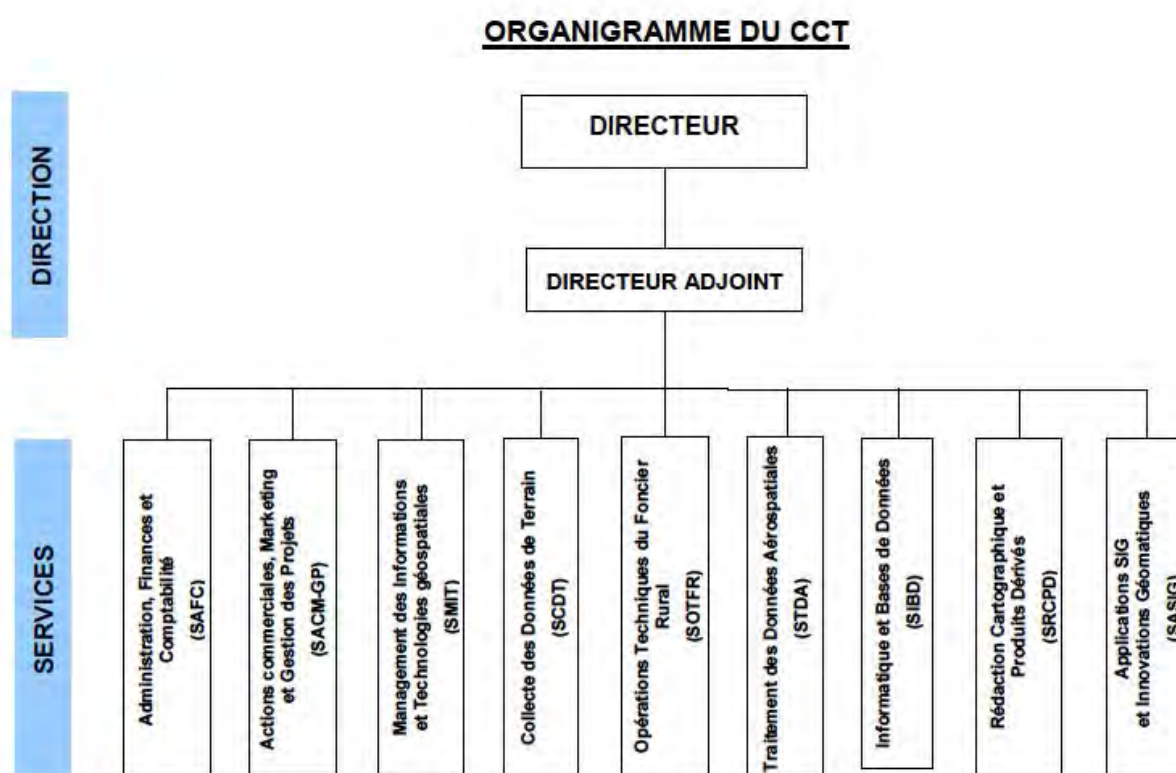 ORGANIGRAMME DU CCT
DIRECTION
DIRECTEUR
DIRECTEUR ADJOINT
SERVICES
Administration, Finances et
Comptabilité
(SAFC)
Actions commerciales, Marketing
et Gestion des Projets
(SACM-GP)
Management des Informations
et Technologies géospatiales
(SMIT)
Collecte des Données de Terrain
(SCDT)
Opérations Techniques du Foncier
Rural
(SOTFR)
Traitement des Données Aérospatiales
(STDA)
Informatique et Bases de Données
(SIBD)
Rédaction Cartographique et
Produits Dérivés
(SRCPD)
Applications SIG
et Innovations Géomatiques
(SASIG)